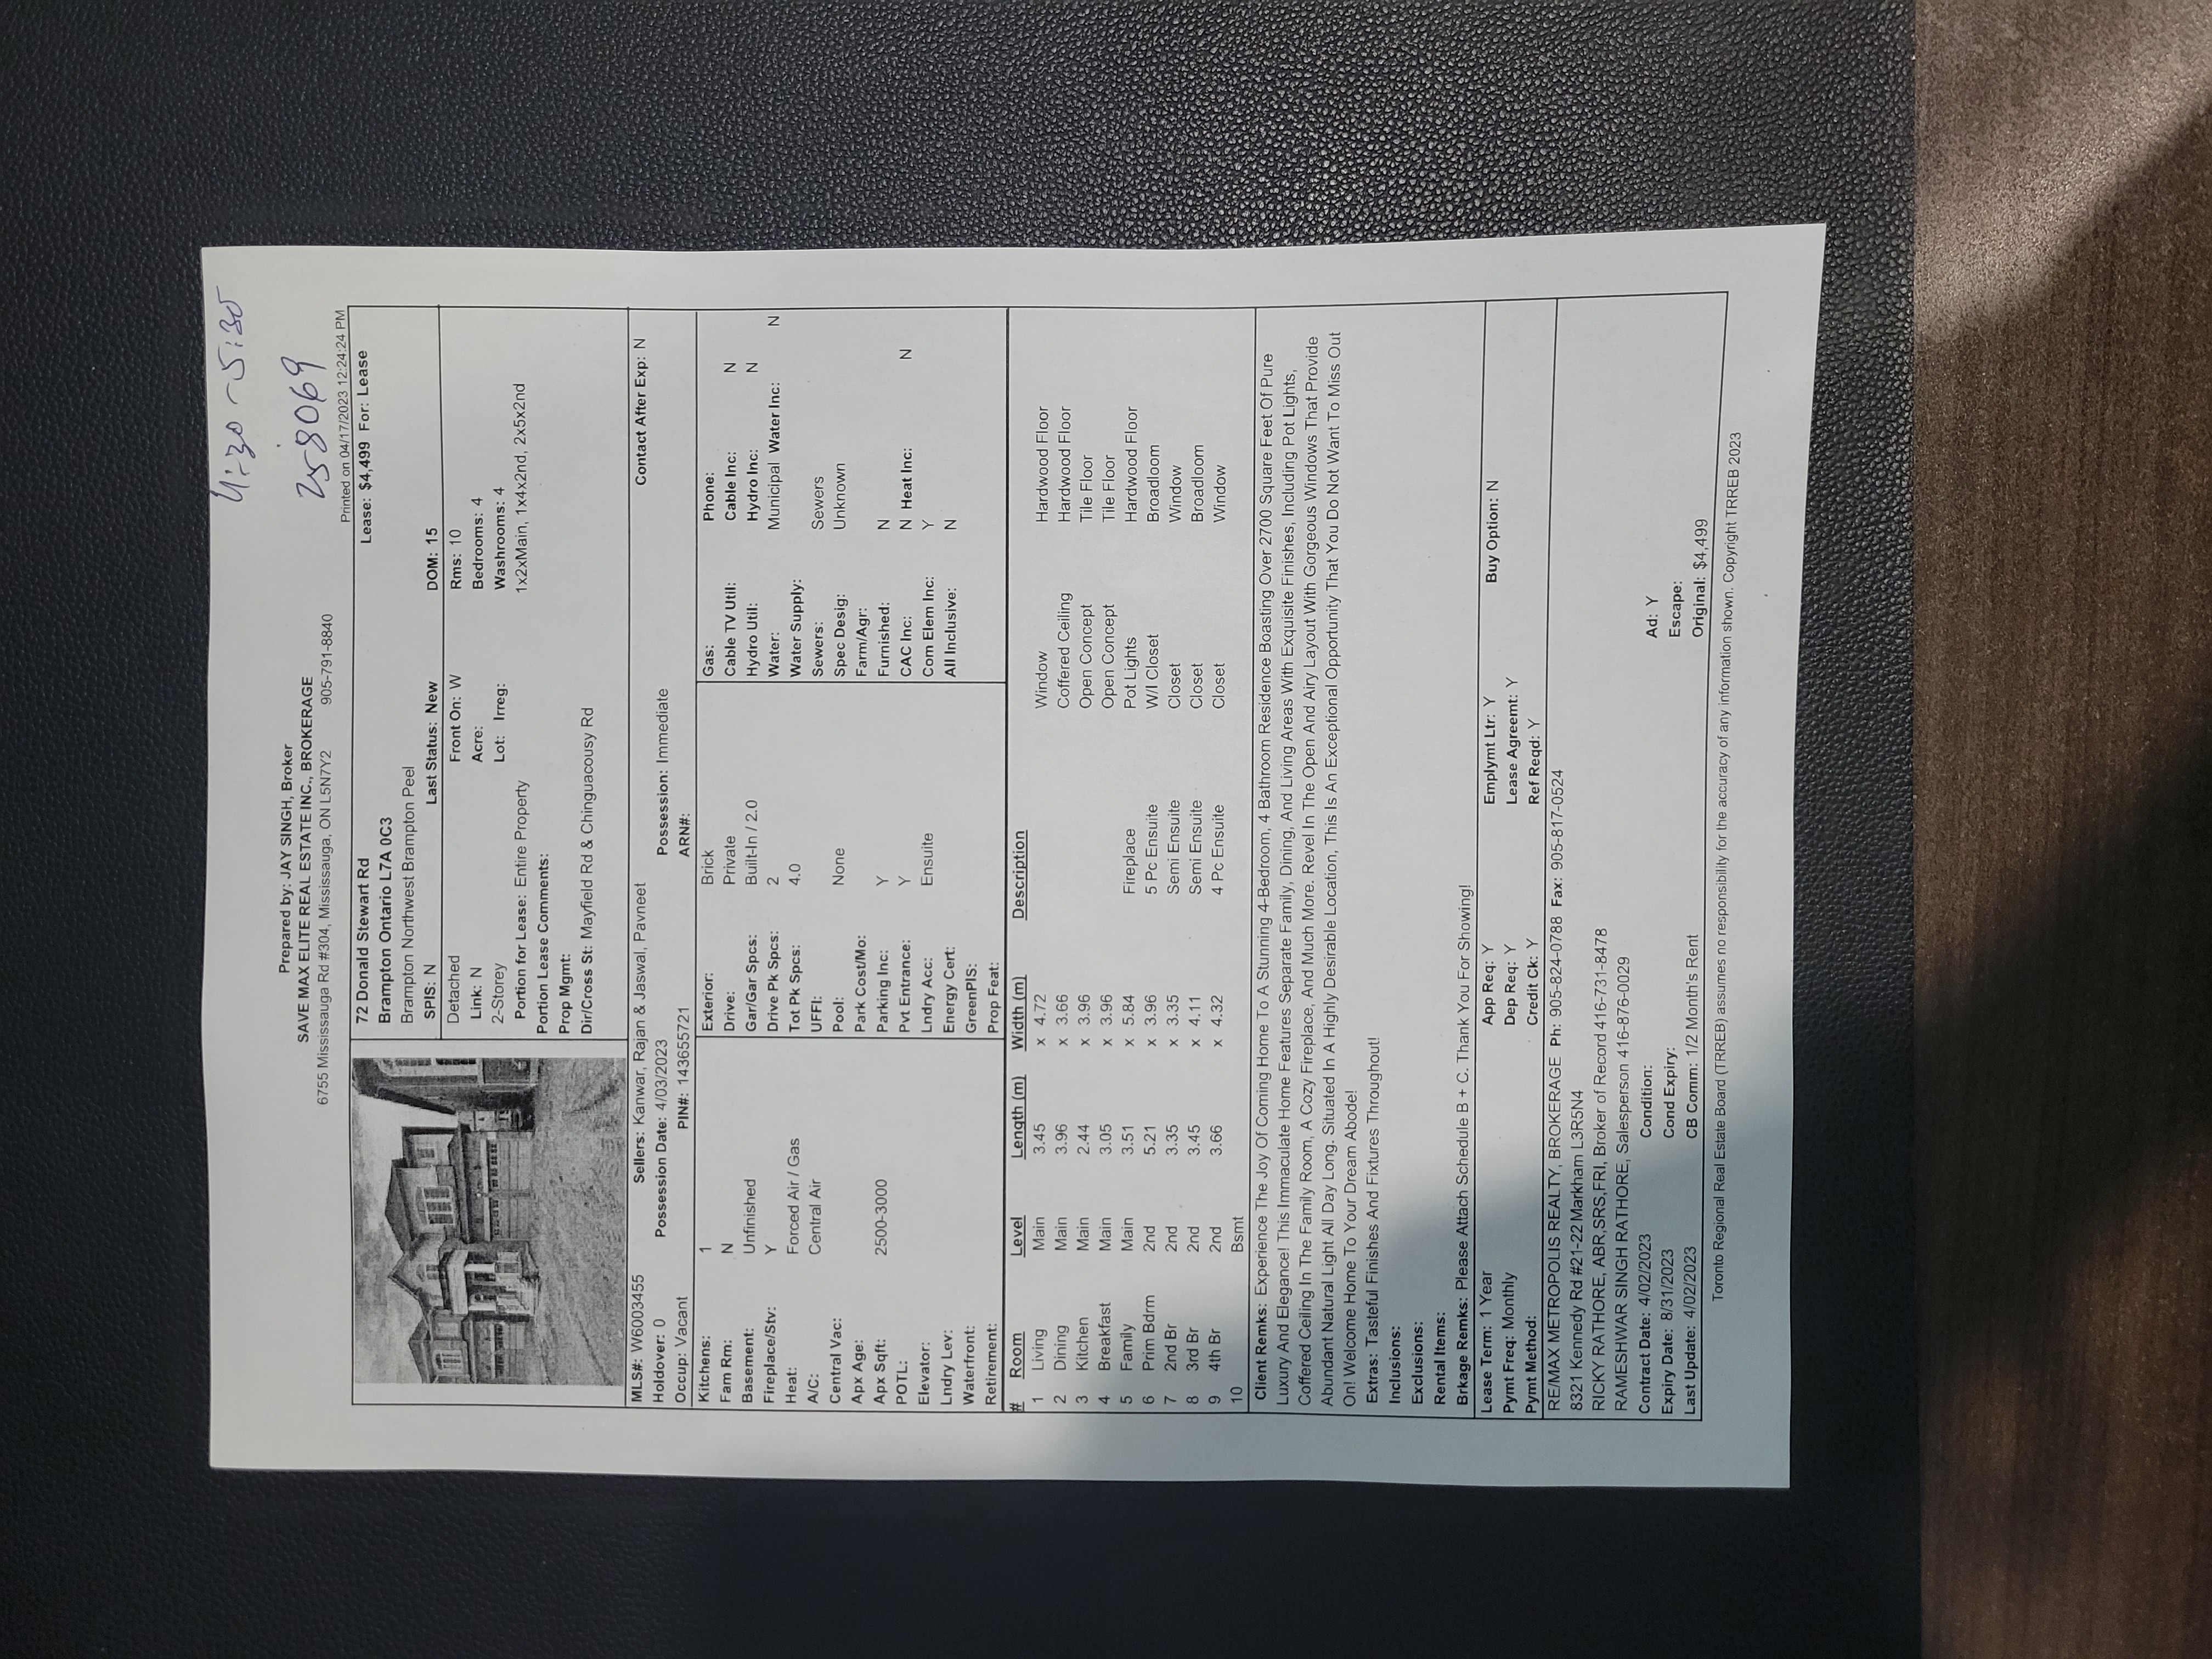 4:30 - 5:30
258069
Prepared by: JAY SINGH, Broker
SAVE MAX ELITE REAL ESTATE INC., BROKERAGE
6755 Mississauga Rd #304, Mississauga, ON L5N7Y2 905-791-8840
Printed on 04/17/2023 12:24:24 PM
72 Donald Stewart Rd Lease: $4,499 For: Lease
Brampton Ontario L7A 0C3
Brampton Northwest Brampton Peel
SPIS: N Last Status: New DOM: 15
Detached Front On: W Rms: 10
Link: N Acre: Bedrooms: 4
2-Storey Lot: Irreg: Washrooms: 4
Portion for Lease: Entire Property 1x2xMain, 1x4x2nd, 2x5x2nd
Portion Lease Comments:
Prop Mgmt:
Dir/Cross St: Mayfield Rd & Chinguacousy Rd
MLS#: W6003455 Sellers: Kanwar, Rajan & Jaswal, Pavneet Contact After Exp: N
Holdover: 0 Possession Date: 4/03/2023 Possession: Immediate
Occup: Vacant PIN#: 143655721 ARN#:
Kitchens: 1 Exterior: Brick Gas: Phone:
Fam Rm: N Drive: Private Cable TV Util: Cable Inc: N
Basement: Unfinished Gar/Gar Spcs: Built-In / 2.0 Hydro Util: Hydro Inc: N
Fireplace/Stv: Y Drive Pk Spcs: 2 Water: Municipal Water Inc: N
Heat: Forced Air / Gas Tot Pk Spcs: 4.0 Water Supply:
A/C: Central Air UFFI: Sewers: Sewers
Central Vac: Pool: None Spec Desig: Unknown
Apx Age: Park Cost/Mo: Farm/Agr:
Apx Sqft: 2500-3000 Parking Inc: Y Furnished: N
POTL: Pvt Entrance: Y CAC Inc: N Heat Inc: N
Elevator: Lndry Acc: Ensuite Com Elem Inc: Y
Lndry Lev: Energy Cert: All Inclusive: N
Waterfront: GreenPIS:
Retirement: Prop Feat:
# Room Level Length (m) Width (m) Description
1 Living Main 3.45 x 4.72 Window Hardwood Floor
2 Dining Main 3.96 x 3.66 Coffered Ceiling Hardwood Floor
3 Kitchen Main 2.44 x 3.96 Open Concept Tile Floor
4 Breakfast Main 3.05 x 3.96 Open Concept Tile Floor
5 Family Main 3.51 x 5.84 Fireplace Pot Lights Hardwood Floor
6 Prim Bdrm 2nd 5.21 x 3.96 5 Pc Ensuite W/I Closet Broadloom
7 2nd Br 2nd 3.35 x 3.35 Semi Ensuite Closet Window
8 3rd Br 2nd 3.45 x 4.11 Semi Ensuite Closet Broadloom
9 4th Br 2nd 3.66 x 4.32 4 Pc Ensuite Closet Window
10 Bsmt
Client Remks: Experience The Joy Of Coming Home To A Stunning 4-Bedroom, 4 Bathroom Residence Boasting Over 2700 Square Feet Of Pure
Luxury And Elegance! This Immaculate Home Features Separate Family, Dining, And Living Areas With Exquisite Finishes, Including Pot Lights,
Coffered Ceiling In The Family Room, A Cozy Fireplace, And Much More. Revel In The Open And Airy Layout With Gorgeous Windows That Provide
Abundant Natural Light All Day Long. Situated In A Highly Desirable Location, This Is An Exceptional Opportunity That You Do Not Want To Miss Out
On! Welcome Home To Your Dream Abode!
Extras: Tasteful Finishes And Fixtures Throughout!
Inclusions:
Exclusions:
Rental Items:
Brkage Remks: Please Attach Schedule B + C. Thank You For Showing!
Lease Term: 1 Year App Req: Y Emplymt Ltr: Y Buy Option: N
Pymt Freq: Monthly Dep Req: Y Lease Agreemt: Y
Pymt Method: Credit Ck: Y Ref Reqd: Y
RE/MAX METROPOLIS REALTY, BROKERAGE Ph: 905-824-0788 Fax: 905-817-0524
8321 Kennedy Rd #21-22 Markham L3R5N4
RICKY RATHORE, ABR,SRS,FRI, Broker of Record 416-731-8478
RAMESHWAR SINGH RATHORE, Salesperson 416-876-0029
Contract Date: 4/02/2023 Condition: Ad: Y
Expiry Date: 8/31/2023 Cond Expiry: Escape:
Last Update: 4/02/2023 CB Comm: 1/2 Month's Rent Original: $4,499
Toronto Regional Real Estate Board (TRREB) assumes no responsibility for the accuracy of any information shown. Copyright TRREB 2023